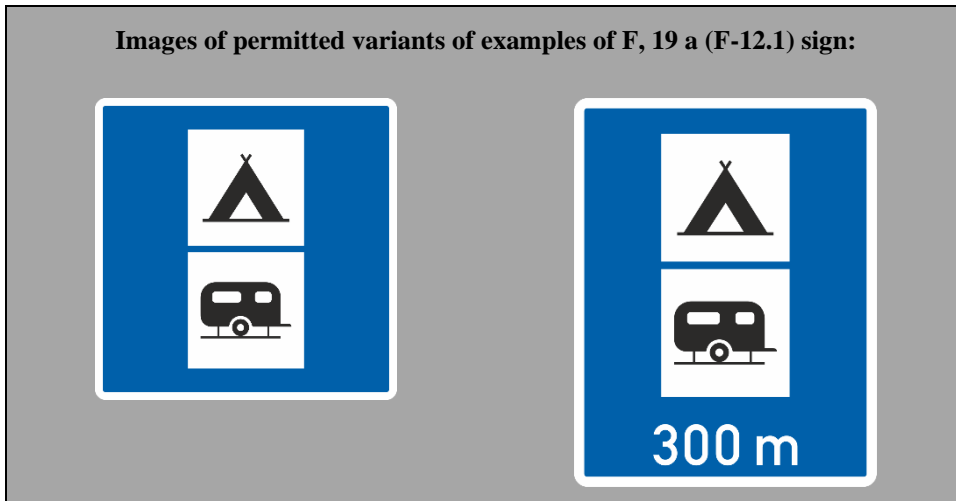 Images of permitted variants of examples of F, 19 a (F-12.1) sign:
300 m